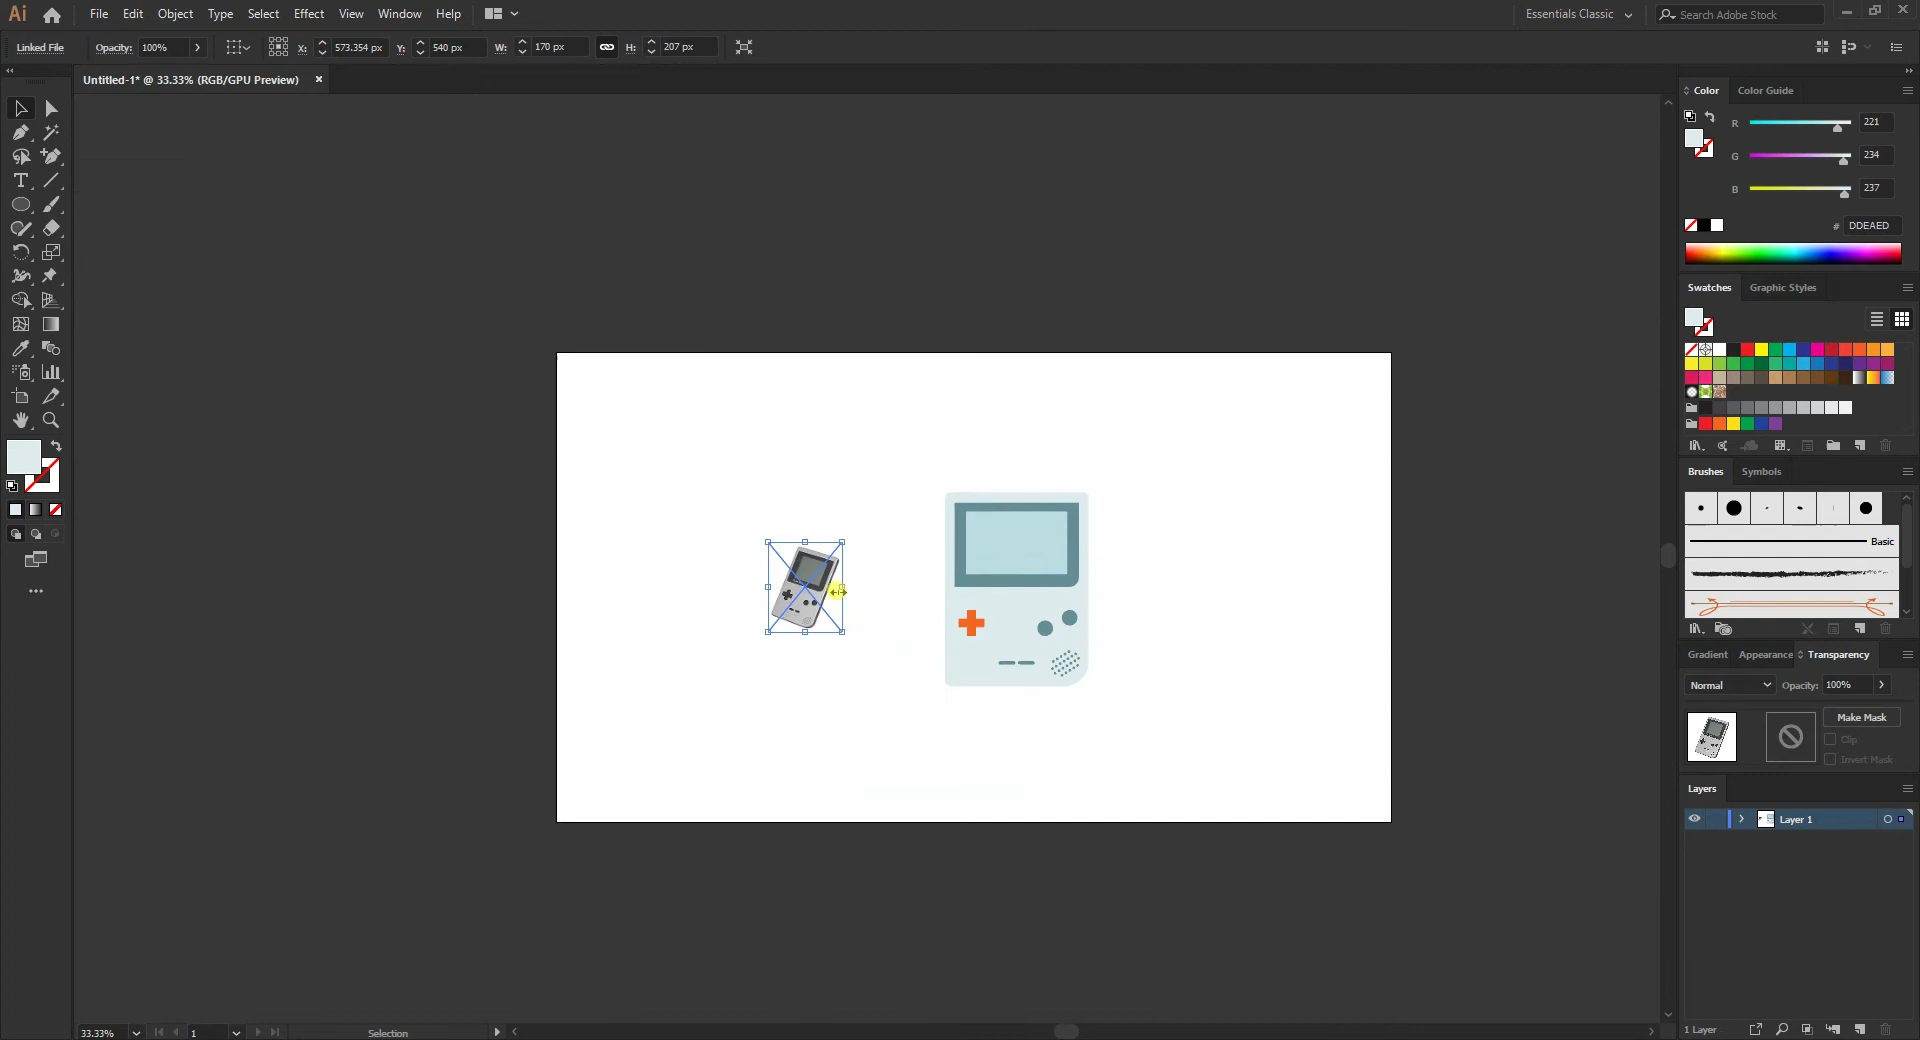 Ai File Edit Object Type Select Effect View Window Help Essentials Classic Search Adobe Stock
Linked File Opacity: 100% X: 573.354 px Y: 540 px W: 170 px H: 207 px
Untitled-1* @ 33.33% (RGB/GPU Preview)
Color Color Guide
R 221
G 234
B 237
# DDEAED
Swatches Graphic Styles
Brushes Symbols
Basic
Gradient Appearance Transparency
Normal Opacity: 100%
Make Mask
Clip
Invert Mask
Layers
Layer 1
33.33% 1 Selection 1 Layer